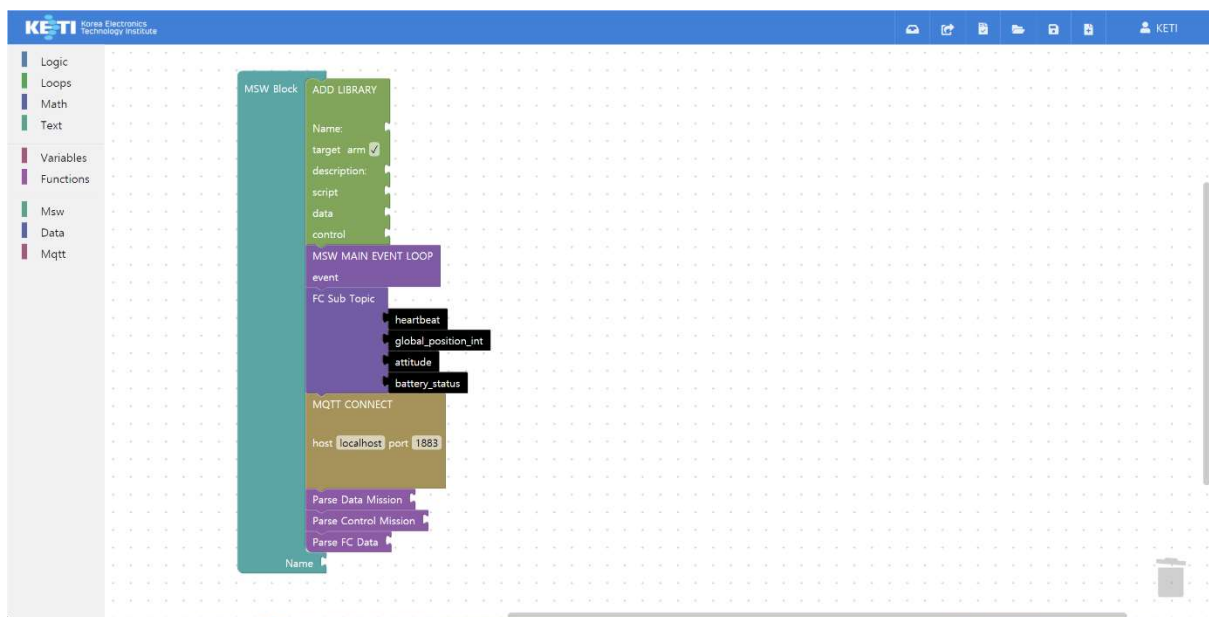 KETI Korea Electronics
Technology Institute
KETI
Logic
Loops
Math
Text
Variables
Functions
Msw
Data
Mqtt
MSW Block
ADD LIBRARY
Name:
target arm ✓
description:
script
data
control
MSW MAIN EVENT LOOP
event
FC Sub Topic
heartbeat
global_position_int
attitude
battery_status
MQTT CONNECT
host localhost port 1883
Parse Data Mission
Parse Control Mission
Parse FC Data
Name